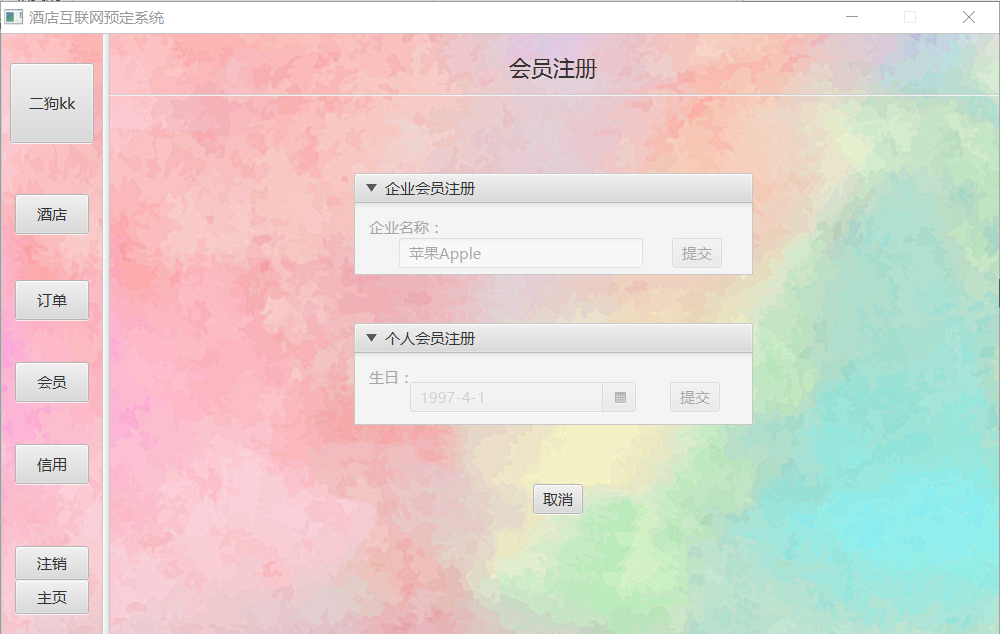 酒店互联网预定系统
会员注册
二狗kk
酒店
订单
会员
信用
注销
主页
企业会员注册
企业名称：
苹果Apple
提交
个人会员注册
生日：
1997-4-1
提交
取消